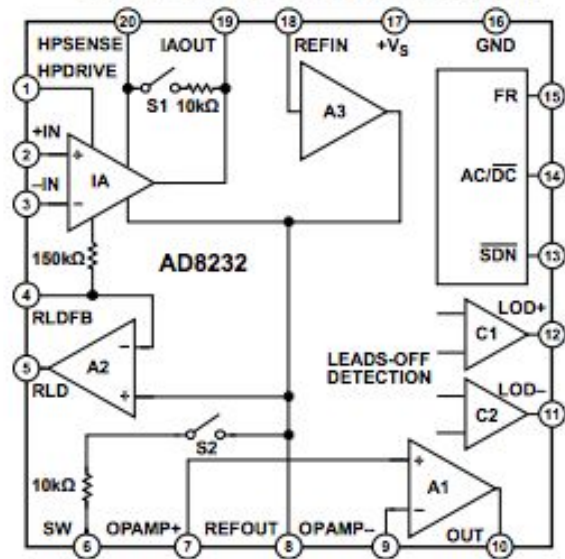 20 19 18 17 16
HPSENSE IAOUT REFIN +VS GND
HPDRIVE
1
S1 10kΩ
A3
FR 15
+IN
2
+
IA
AC/DC 14
–IN
3
–
150kΩ
AD8232
SDN 13
4
RLDFB
LOD+
C1
12
–
5
A2
RLD
+
LEADS-OFF
DETECTION
LOD–
C2
11
S2
10kΩ
+
A1
–
SW OPAMP+ REFOUT OPAMP– OUT
6 7 8 9 10